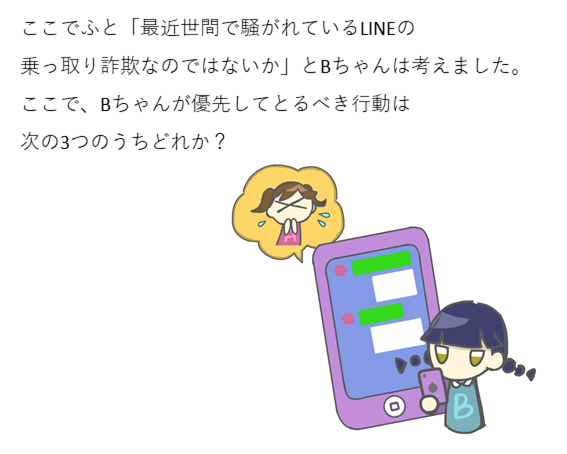 ここでふと「最近世間で騒がれているLINEの
乗っ取り詐欺なのではないか」とBちゃんは考えました。
ここで、Bちゃんが優先してとるべき行動は
次の3つのうちどれか？
A
B